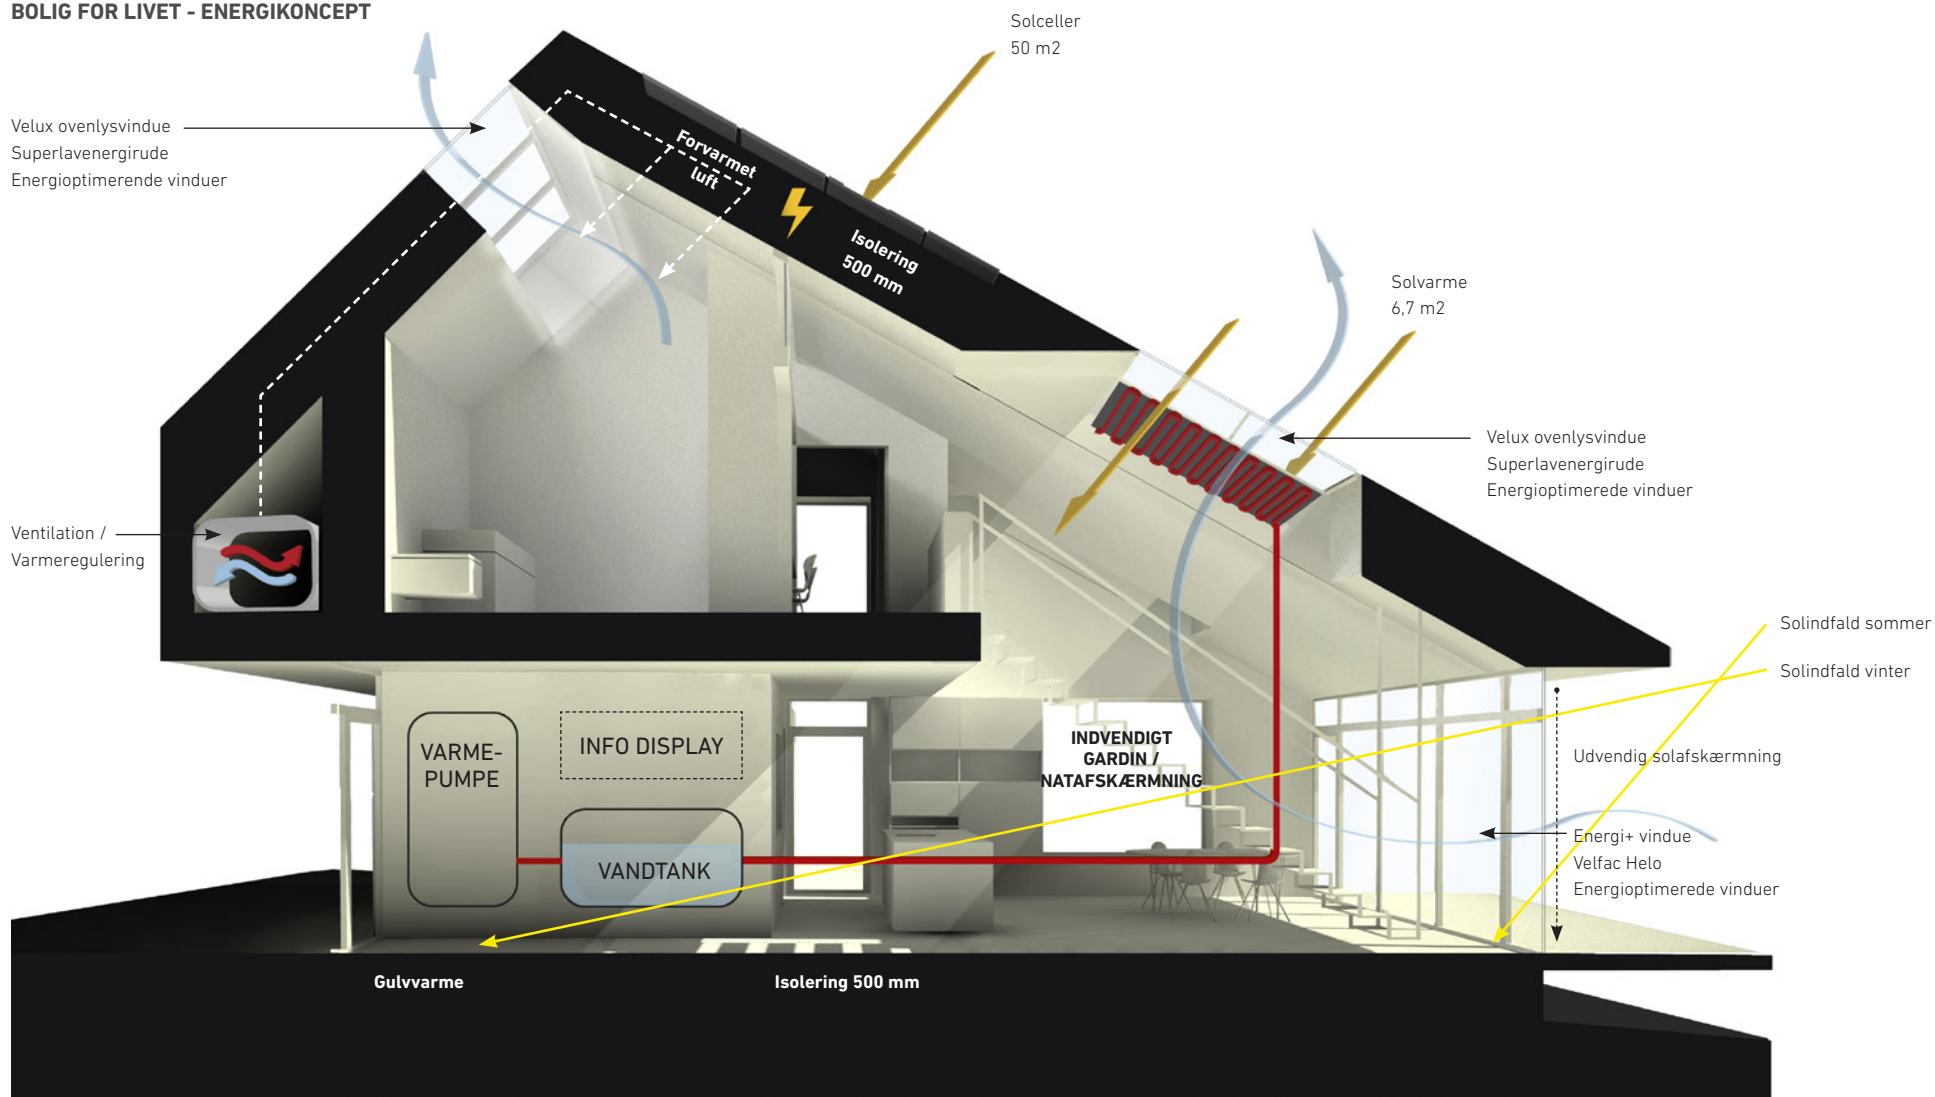 BOLIG FOR LIVET - ENERGIKONCEPT
Solceller
50 m2
Velux ovenlysvindue
Superlavenergirude
Energioptimerende vinduer
Forvarmet
luft
Isolering
500 mm
Solvarme
6,7 m2
Velux ovenlysvindue
Superlavenergirude
Energioptimerede vinduer
Ventilation /
Varmeregulering
Solindfald sommer
Solindfald vinter
VARME-
PUMPE
INFO DISPLAY
VANDTANK
INDVENDIGT
GARDIN /
NATAFSKÆRMNING
Udvendig solafskærmning
Energi+ vindue
Velfac Helo
Energioptimerede vinduer
Gulvvarme
Isolering 500 mm